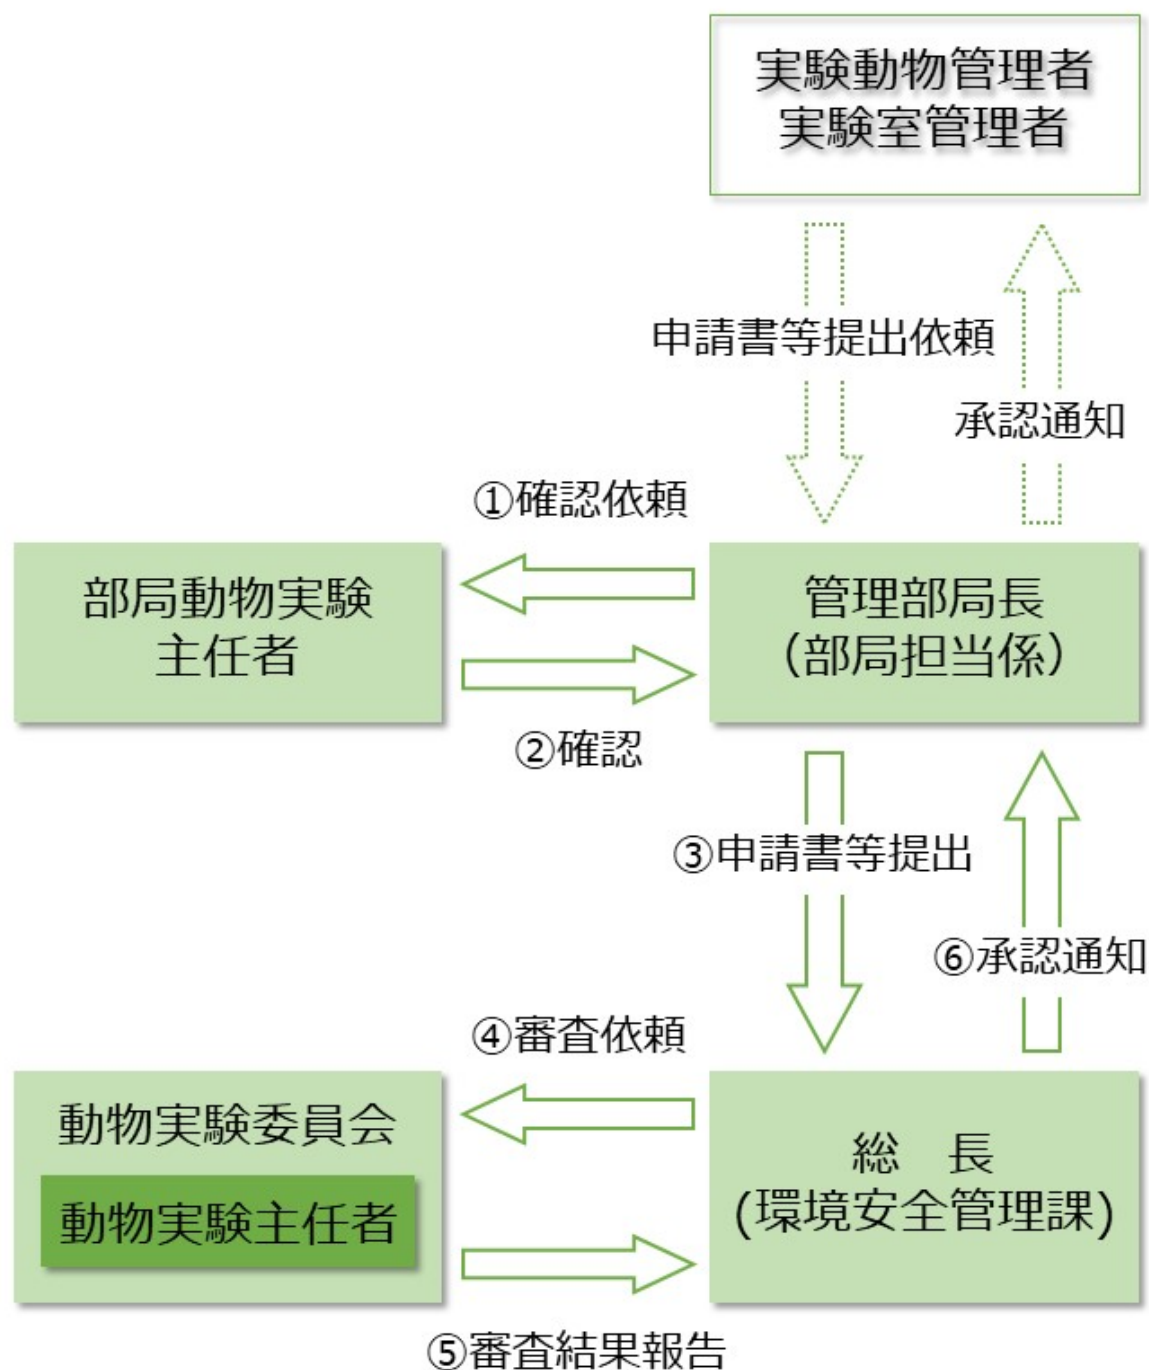 実験動物管理者
実験室管理者
申請書等提出依頼
承認通知
①確認依頼
部局動物実験
主任者
管理部局長
（部局担当係）
②確認
③申請書等提出
⑥承認通知
④審査依頼
動物実験委員会
動物実験主任者
総　長
(環境安全管理課)
⑤審査結果報告